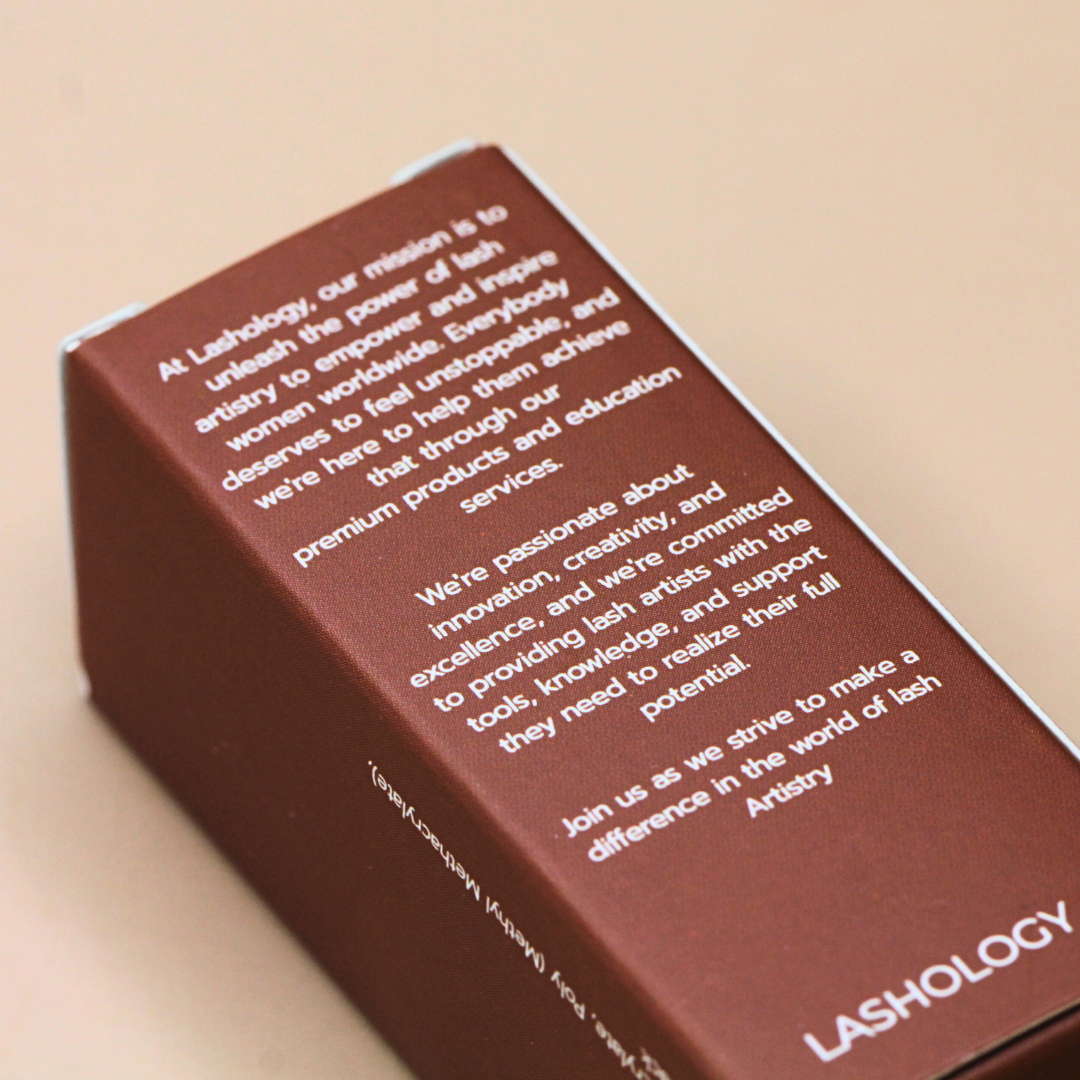 At Lashology, our mission is to
unleash the power of lash
artistry to empower and inspire
women worldwide. Everybody
deserves to feel unstoppable, and
we're here to help them achieve
that through our
premium products and education
services.
We're passionate about
innovation, creativity, and
excellence, and we're committed
to providing lash artists with the
tools, knowledge, and support
they need to realize their full
potential.
Join us as we strive to make a
difference in the world of lash
Artistry
LASHOLOGY
Poly (Methyl Methacrylate).